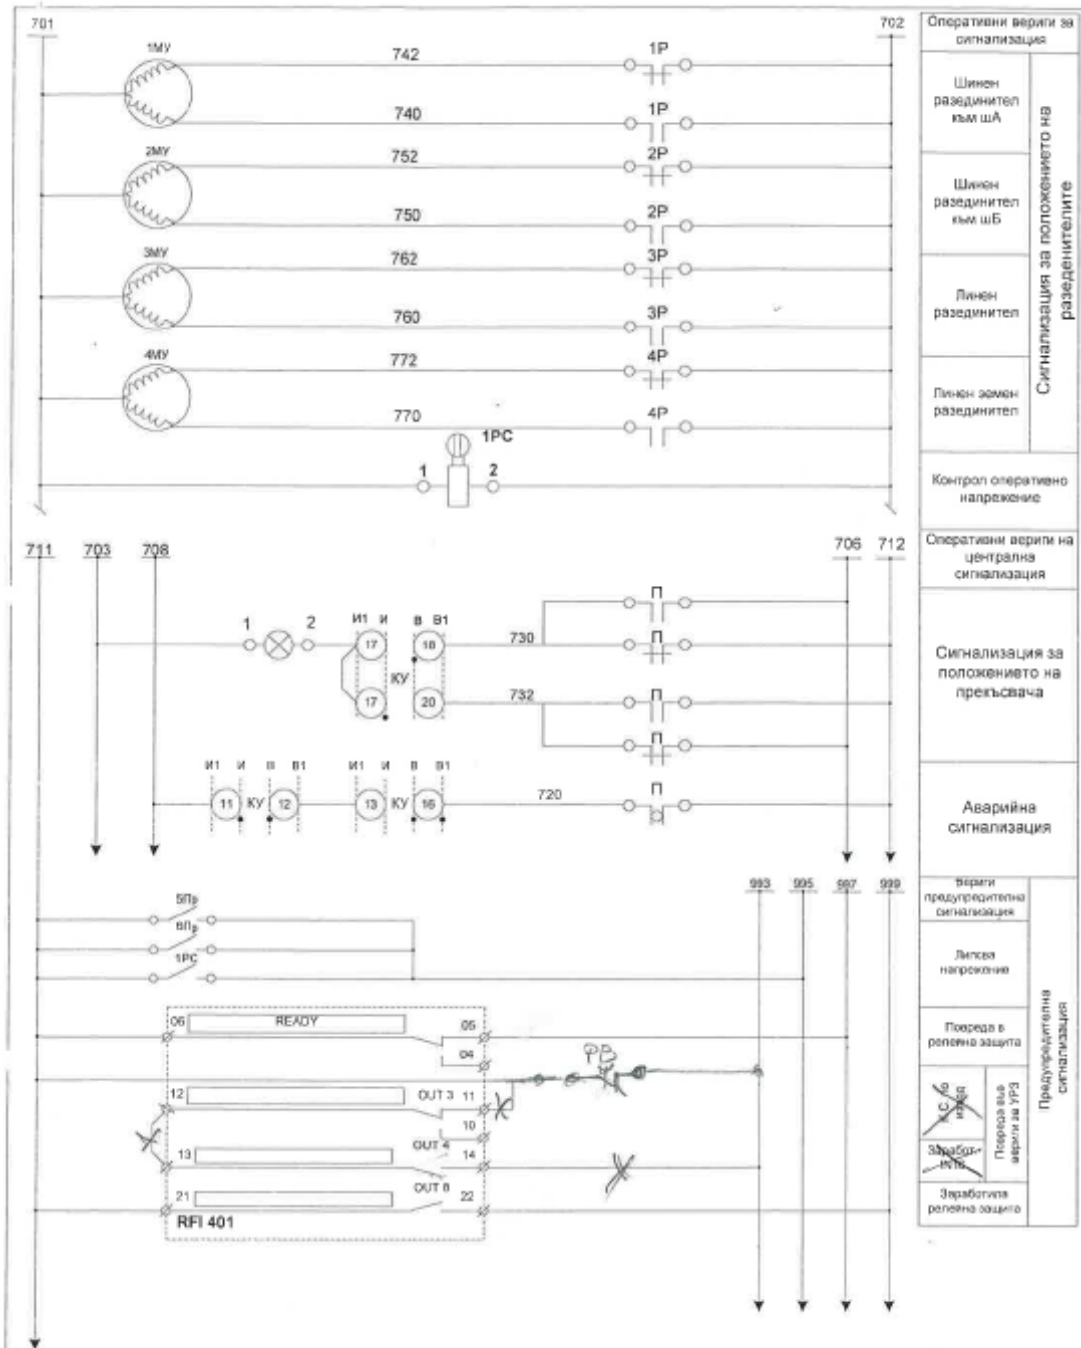 701
702
Оперативни вериги за
сигнализация
1МУ
742
1Р
740
1Р
Шинен
разединител
към шА
2МУ
752
2Р
750
2Р
Шинен
разединител
към шБ
3МУ
762
3Р
760
3Р
Линен
разединител
4МУ
772
4Р
770
4Р
Линен земен
разединител
Сигнализация за положението на
разеденителите
1РС
1
2
Контрол оперативно
напрежение
711
703
708
706
712
Оперативни вериги на
централна
сигнализация
1
2
И1 И
В В1
17
18
КУ
17
20
730
П
П
732
П
П
Сигнализация за
положението на
прекъсвача
И1 И В В1
И1 И В В1
11
КУ
12
13
КУ
16
720
П
Аварийна
сигнализация
993
995
997
999
Вериги
предупредителна
сигнализация
5Пр
6Пр
1РС
Липсва
напрежение
06
READY
05
04
Повреда в
релейна защита
РВ
12
OUT 3
11
10
13
OUT 4
14
OUT 8
21
22
RFI 401
Повреда във
вериги за УРЗ
Заработила
релейна защита
Предупредителна
сигнализация